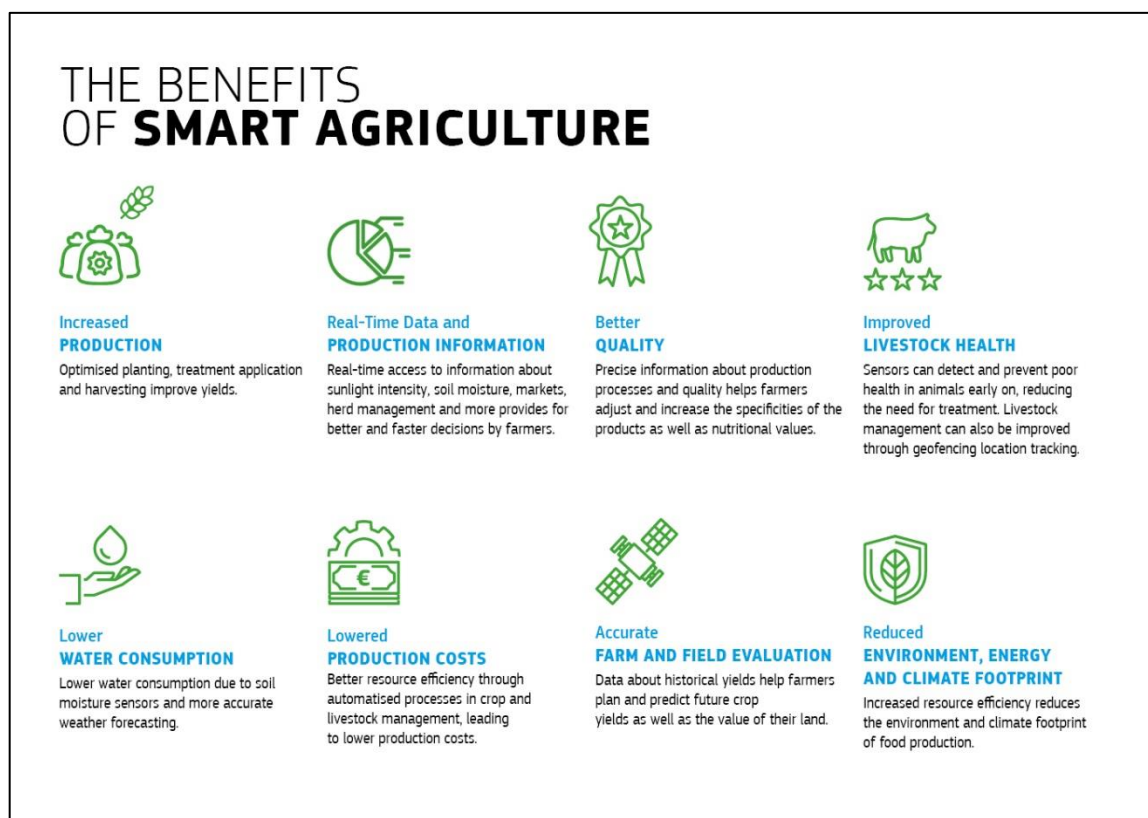 THE BENEFITS
OF SMART AGRICULTURE
Increased
PRODUCTION
Optimised planting, treatment application
and harvesting improve yields.
Real-Time Data and
PRODUCTION INFORMATION
Real-time access to information about
sunlight intensity, soil moisture, markets,
herd management and more provides for
better and faster decisions by farmers.
Better
QUALITY
Precise information about production
processes and quality helps farmers
adjust and increase the specificities of the
products as well as nutritional values.
Improved
LIVESTOCK HEALTH
Sensors can detect and prevent poor
health in animals early on, reducing
the need for treatment. Livestock
management can also be improved
through geofencing location tracking.
€
Lower
WATER CONSUMPTION
Lower water consumption due to soil
moisture sensors and more accurate
weather forecasting.
Lowered
PRODUCTION COSTS
Better resource efficiency through
automatised processes in crop and
livestock management, leading
to lower production costs.
Accurate
FARM AND FIELD EVALUATION
Data about historical yields help farmers
plan and predict future crop
yields as well as the value of their land.
Reduced
ENVIRONMENT, ENERGY
AND CLIMATE FOOTPRINT
Increased resource efficiency reduces
the environment and climate footprint
of food production.